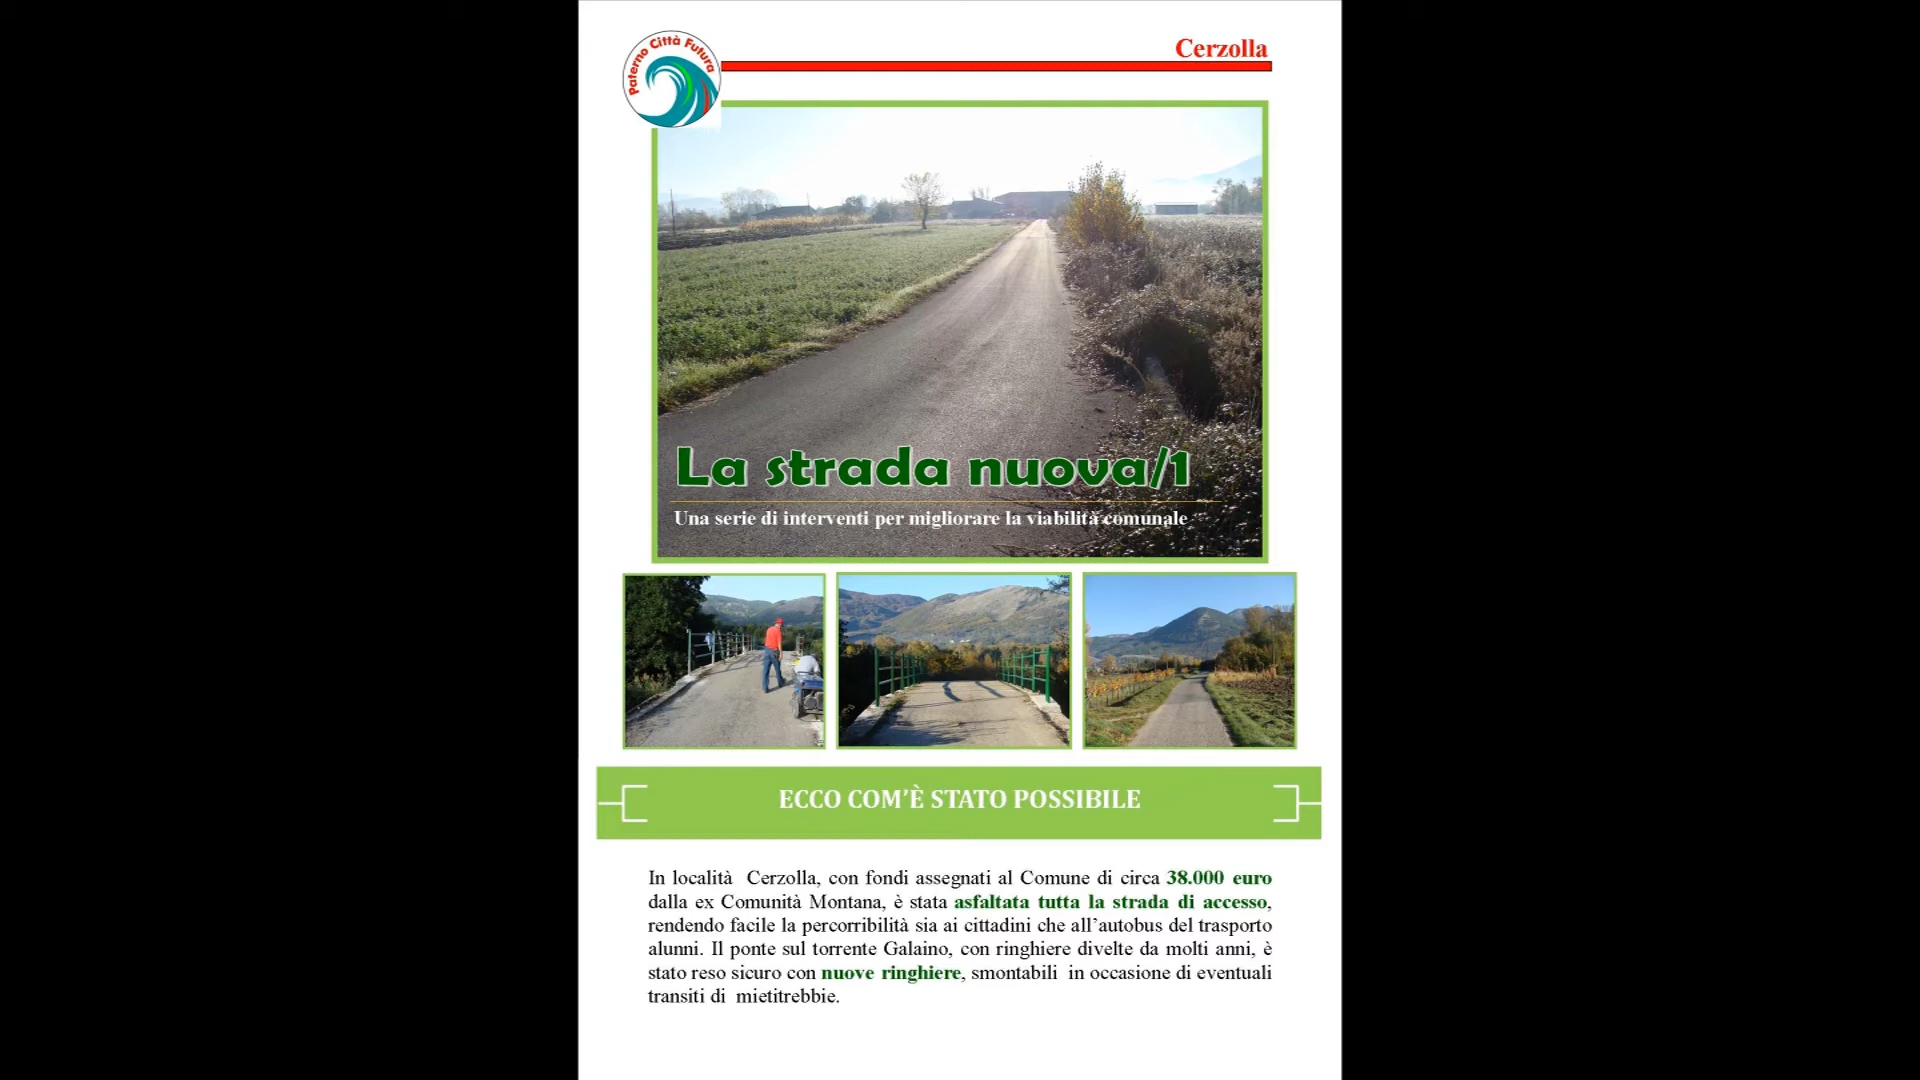 Paterno Città Futura
Cerzolla
La strada nuova/1
Una serie di interventi per migliorare la viabilità comunale
ECCO COM'È STATO POSSIBILE
In località Cerzolla, con fondi assegnati al Comune di circa 38.000 euro
dalla ex Comunità Montana, è stata asfaltata tutta la strada di accesso,
rendendo facile la percorribilità sia ai cittadini che all'autobus del trasporto
alunni. Il ponte sul torrente Galaino, con ringhiere divelte da molti anni, è
stato reso sicuro con nuove ringhiere, smontabili in occasione di eventuali
transiti di mietitrebbie.